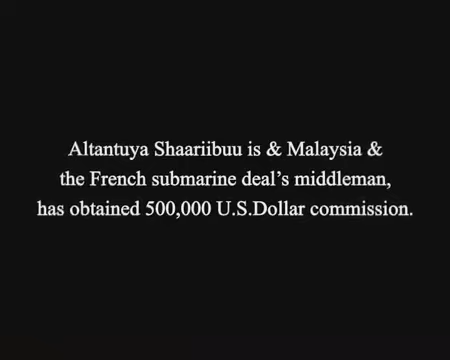 Altantuya Shaariibuu is & Malaysia &
the French submarine deal's middleman,
has obtained 500,000 U.S.Dollar commission.